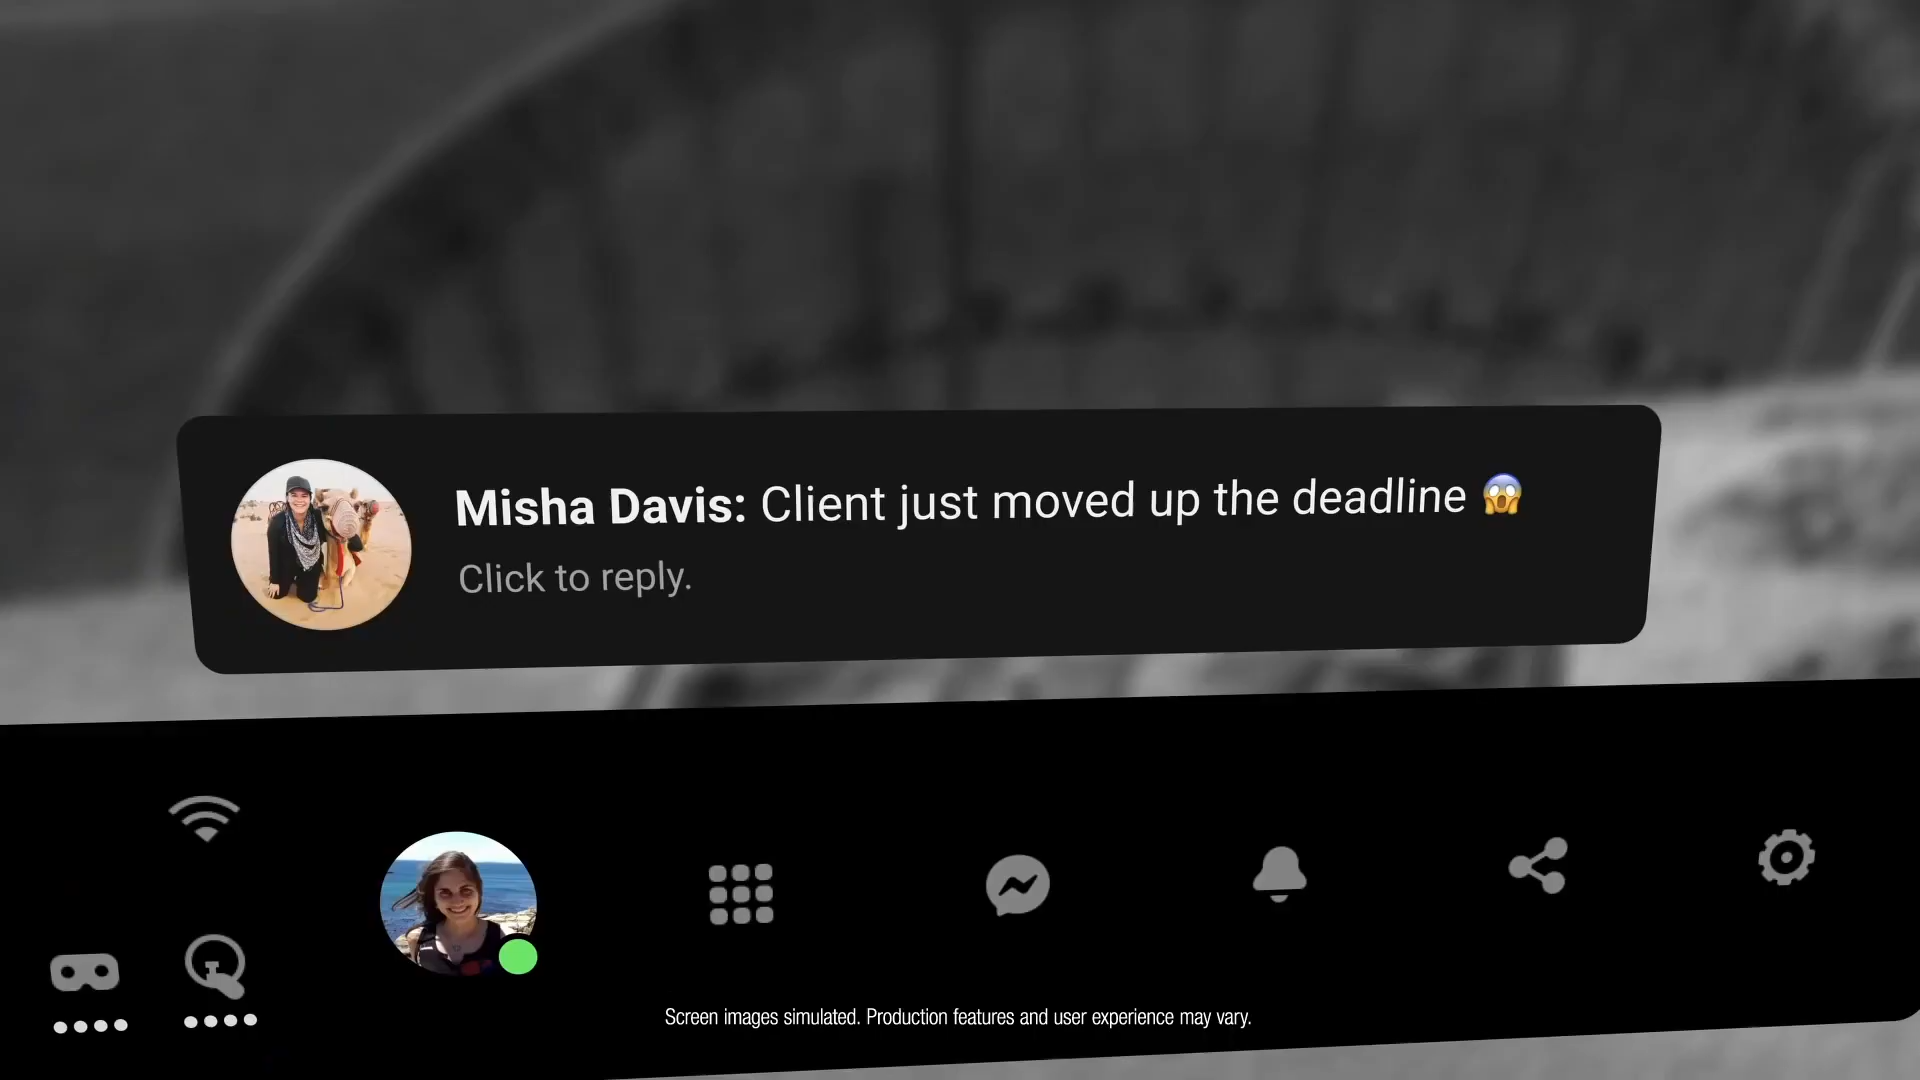 Misha Davis: Client just moved up the deadline 😱
Click to reply.
Screen images simulated. Production features and user experience may vary.